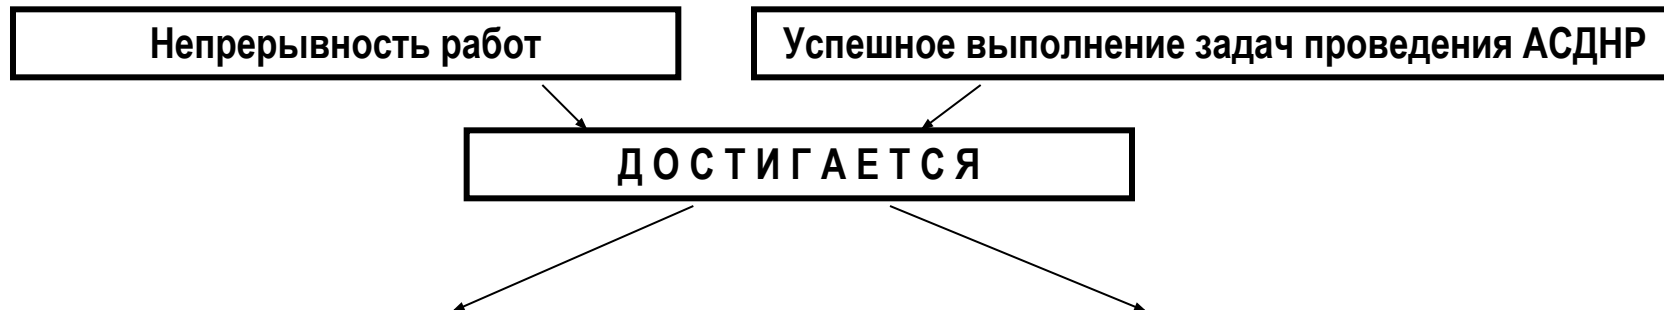 Непрерывность работ
Успешное выполнение задач проведения АСДНР
Д О С Т И Г А Е Т С Я